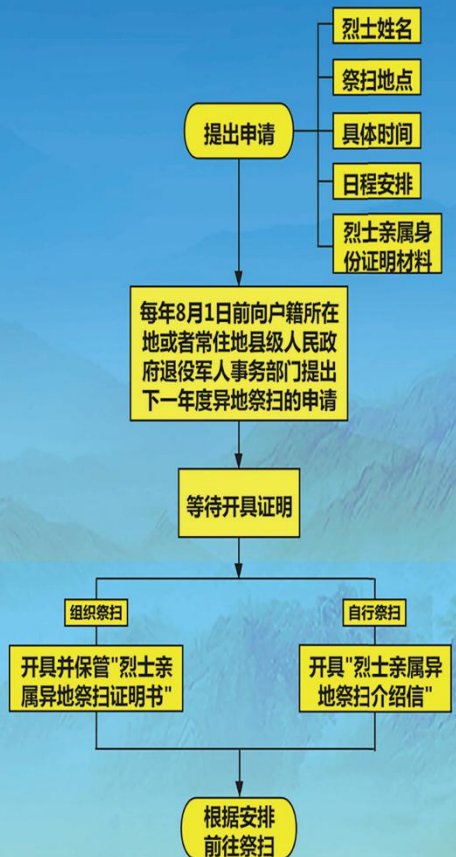 烈士姓名
祭扫地点
提出申请
具体时间
日程安排
烈士亲属身
份证明材料
每年8月1日前向户籍所在
地或者常住地县级人民政
府退役军人事务部门提出
下一年度异地祭扫的申请
等待开具证明
组织祭扫
自行祭扫
开具并保管"烈士亲
属异地祭扫证明书"
开具"烈士亲属异
地祭扫介绍信"
根据安排
前往祭扫